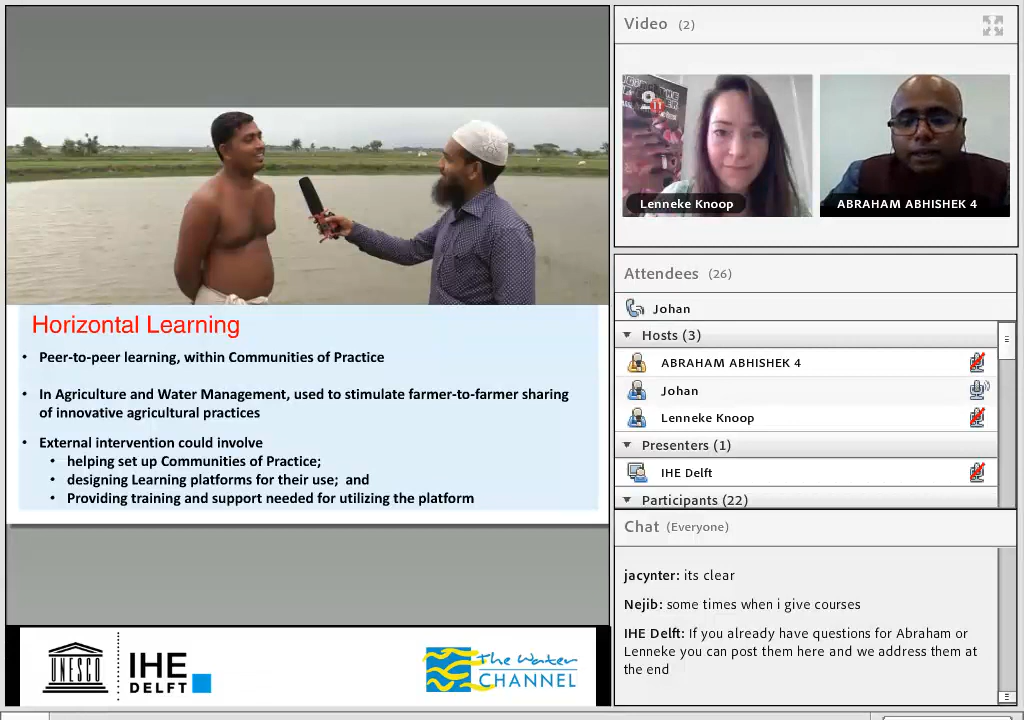 Horizontal Learning
• Peer-to-peer learning, within Communities of Practice
• In Agriculture and Water Management, used to stimulate farmer-to-farmer sharing
of innovative agricultural practices
• External intervention could involve
• helping set up Communities of Practice;
• designing Learning platforms for their use;  and
• Providing training and support needed for utilizing the platform
UNESCO
IHE
DELFT
The Water
CHANNEL
Video (2)
Lenneke Knoop
ABRAHAM ABHISHEK 4
Attendees (26)
Johan
Hosts (3)
ABRAHAM ABHISHEK 4
Johan
Lenneke Knoop
Presenters (1)
IHE Delft
Participants (22)
Chat (Everyone)
jacynter: its clear
Nejib: some times when i give courses
IHE Delft: If you already have questions for Abraham or
Lenneke you can post them here and we address them at
the end